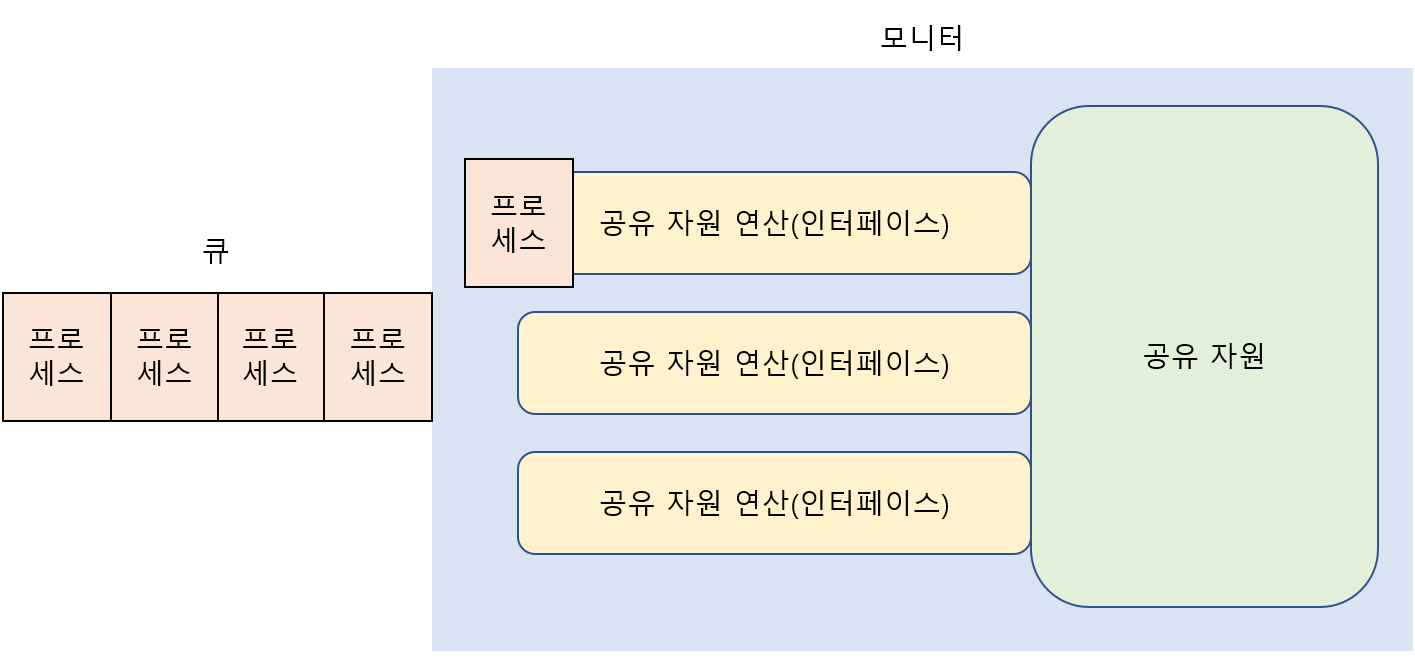 모니터
프로
세스
공유 자원 연산(인터페이스)
큐
프로
세스
프로
세스
프로
세스
프로
세스
공유 자원 연산(인터페이스)
공유 자원
공유 자원 연산(인터페이스)